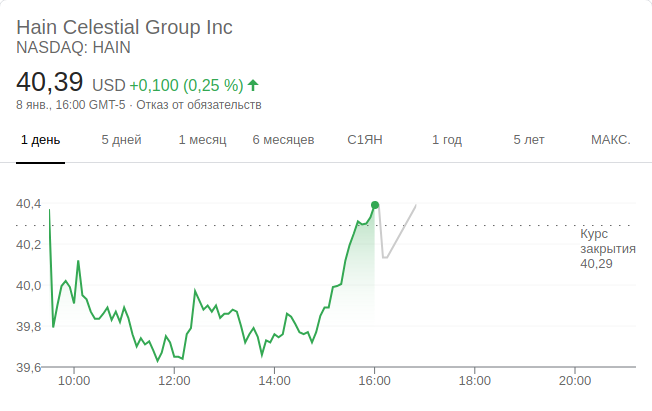 Hain Celestial Group Inc
NASDAQ: HAIN
40,39 USD +0,100 (0,25 %)
8 янв., 16:00 GMT-5 · Отказ от обязательств
1 день 5 дней 1 месяц 6 месяцев С1ЯН 1 год 5 лет МАКС.
40,4
Курс
закрытия
40,29
40,2
40,0
39,8
39,6
10:00 12:00 14:00 16:00 18:00 20:00